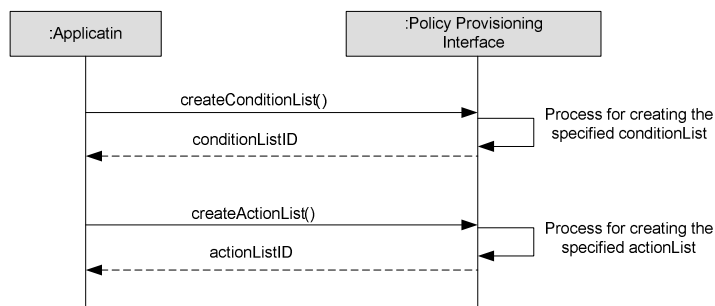 :Applicatin
:Policy Provisioning
Interface
createConditionList()
Process for creating the
specified conditionList
conditionListID
createActionList()
Process for creating the
specified actionList
actionListID